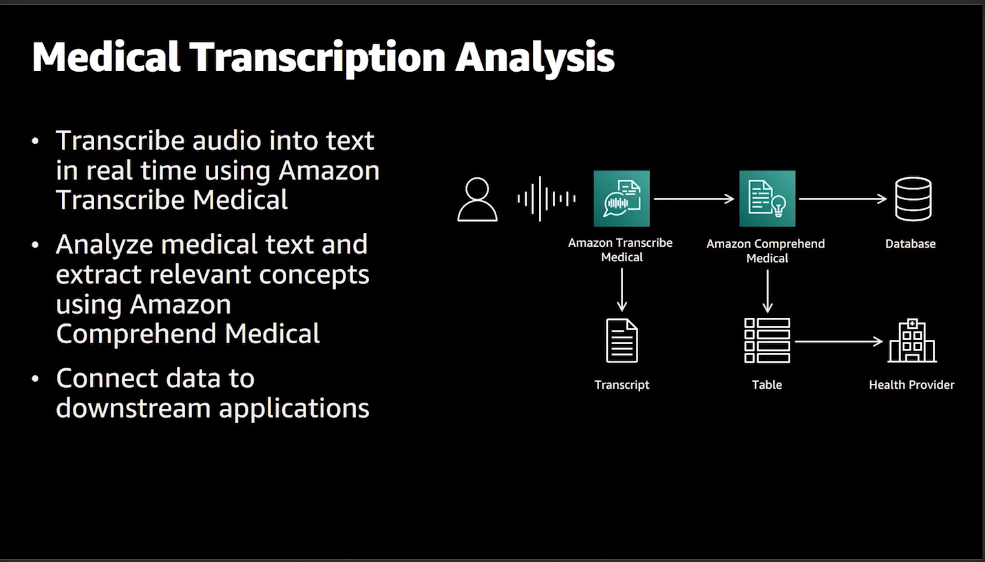 Medical Transcription Analysis
• Transcribe audio into text
in real time using Amazon
Transcribe Medical
• Analyze medical text and
extract relevant concepts
using Amazon
Comprehend Medical
• Connect data to
downstream applications
Amazon Transcribe
Medical
Amazon Comprehend
Medical
Database
Transcript
Table
Health Provider